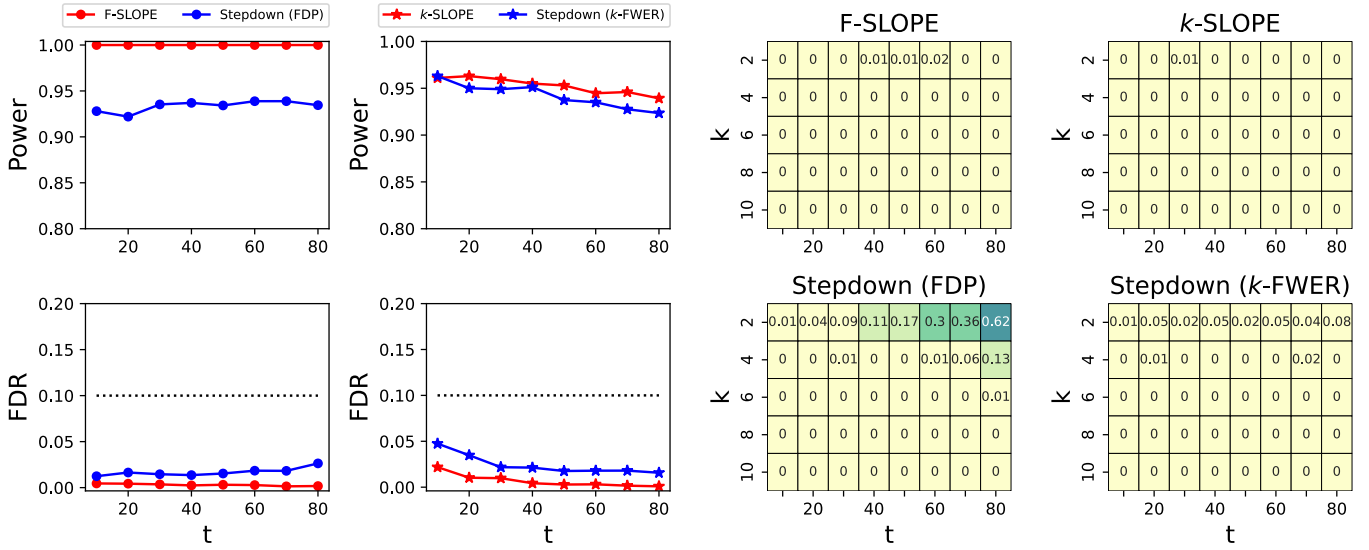 F-SLOPE Stepdown (FDP)
Power
1.00
0.95
0.90
0.85
0.80
20 40 60 80
k-SLOPE Stepdown (k-FWER)
Power
1.00
0.95
0.90
0.85
0.80
20 40 60 80
F-SLOPE
k
2 0 0 0 0.01 0.01 0.02 0 0
4 0 0 0 0 0 0 0 0
6 0 0 0 0 0 0 0 0
8 0 0 0 0 0 0 0 0
10 0 0 0 0 0 0 0 0
20 40 60 80
k-SLOPE
2 0 0 0.01 0 0 0 0 0
4 0 0 0 0 0 0 0 0
6 0 0 0 0 0 0 0 0
8 0 0 0 0 0 0 0 0
10 0 0 0 0 0 0 0 0
20 40 60 80
FDR
0.20
0.15
0.10
0.05
0.00
20 40 60 80
t
FDR
0.20
0.15
0.10
0.05
0.00
20 40 60 80
t
Stepdown (FDP)
k
2 0.01 0.04 0.09 0.11 0.17 0.3 0.36 0.62
4 0 0 0.01 0 0 0.01 0.06 0.13
6 0 0 0 0 0 0 0 0.01
8 0 0 0 0 0 0 0 0
10 0 0 0 0 0 0 0 0
20 40 60 80
t
Stepdown (k-FWER)
2 0.01 0.05 0.02 0.05 0.02 0.05 0.04 0.08
4 0 0.01 0 0 0 0 0.02 0
6 0 0 0 0 0 0 0 0
8 0 0 0 0 0 0 0 0
10 0 0 0 0 0 0 0 0
20 40 60 80
t